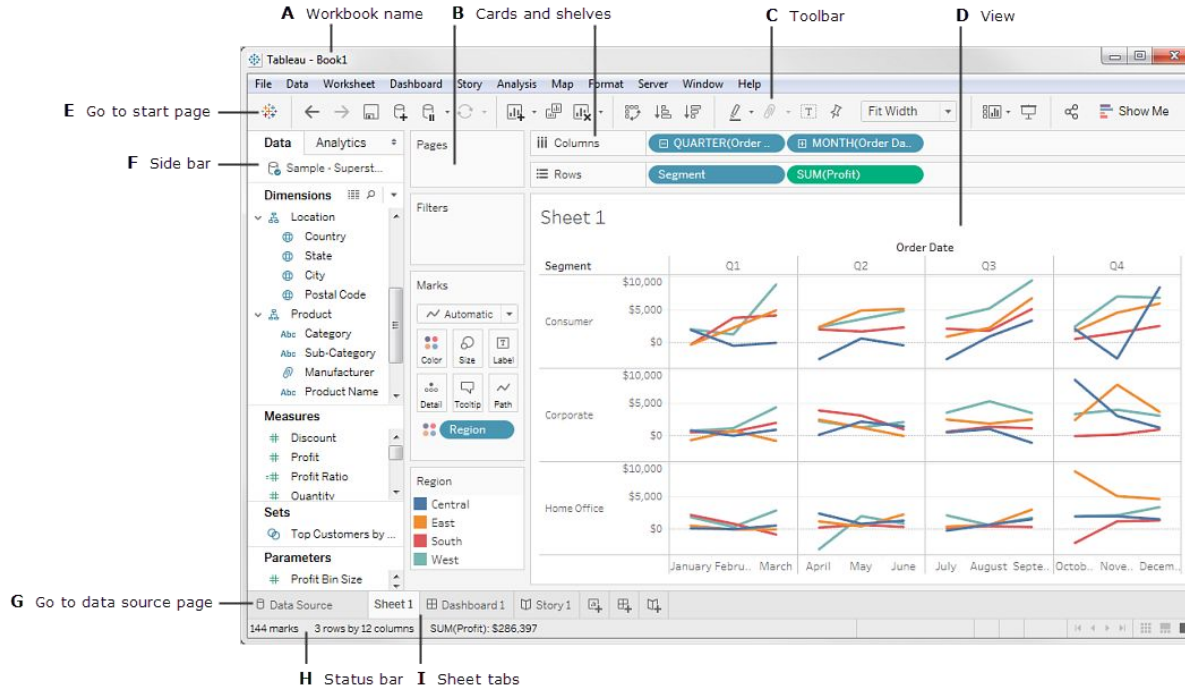 A Workbook name
B Cards and shelves
C Toolbar
D View
Tableau - Book1
File Data Worksheet Dashboard Story Analysis Map Format Server Window Help
E Go to start page
Fit Width
Show Me
F Side bar
Data Analytics
Sample - Superst...
Dimensions
Location
Country
State
City
Postal Code
Product
Abc Category
Abc Sub-Category
Manufacturer
Abc Product Name
Measures
# Discount
# Profit
=# Profit Ratio
# Quantity
Sets
Top Customers by ...
Parameters
# Profit Bin Size
Pages
Filters
Marks
Automatic
Color Size Label
Detail Tooltip Path
Region
Region
Central
East
South
West
Columns QUARTER(Order .. MONTH(Order Da..
Rows Segment SUM(Profit)
Sheet 1
Order Date
Segment Q1 Q2 Q3 Q4
Consumer
$10,000
$5,000
$0
Corporate
$10,000
$5,000
$0
Home Office
$10,000
$5,000
$0
January Febru.. March April May June July August Septe.. Octob.. Nove.. Decem..
G Go to data source page
Data Source Sheet 1 Dashboard 1 Story 1
144 marks 3 rows by 12 columns SUM(Profit): $286,397
H Status bar
I Sheet tabs